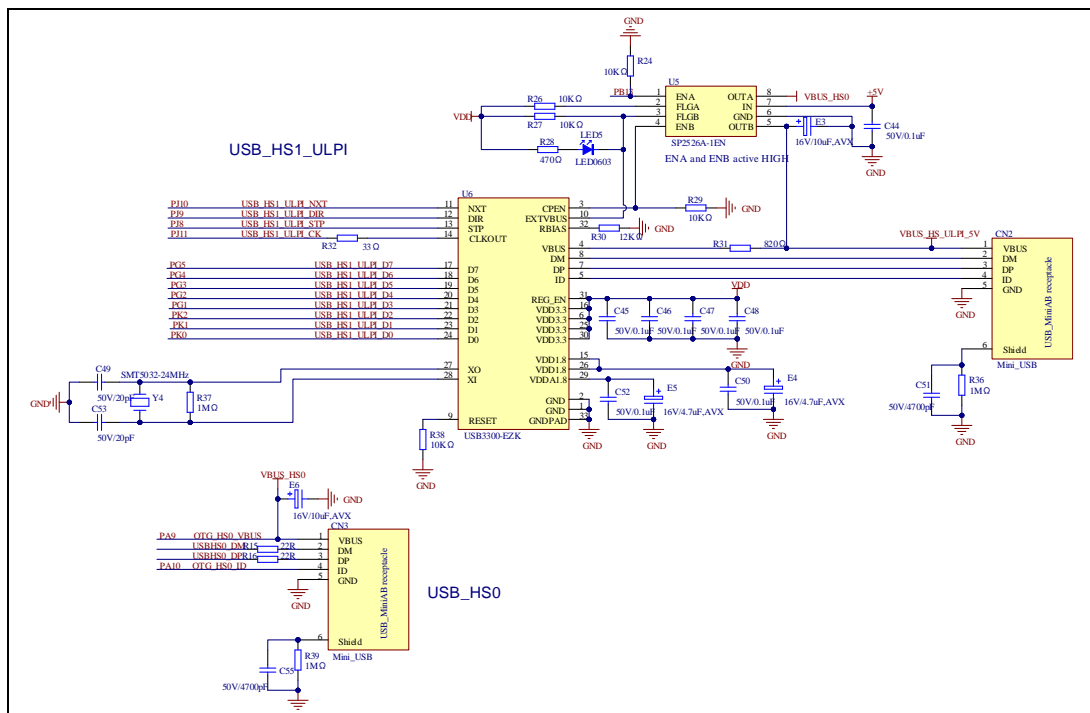 GND
R24
10KΩ
U5
PB13
1 ENA OUTA 8 VBUS_HS0
2 FLGA IN 7 +5V
3 FLGB GND 6
4 ENB OUTB 5
SP2526A-1EN
ENA and ENB active HIGH
R26 10KΩ
VDD
R27 10KΩ
R28 LED5
470Ω LED0603
E3
16V/10uF,AVX
C44
50V/0.1uF
GND
USB_HS1_ULPI
U6
PJ10 USB_HS1_ULPI_NXT 11 NXT
PJ9 USB_HS1_ULPI_DIR 12 DIR
PJ8 USB_HS1_ULPI_STP 13 STP
PJ11 USB_HS1_ULPI_CK 14 CLKOUT
R32 33Ω
PG5 USB_HS1_ULPI_D7 17 D7
PG4 USB_HS1_ULPI_D6 18 D6
PG3 USB_HS1_ULPI_D5 19 D5
PG2 USB_HS1_ULPI_D4 20 D4
PG1 USB_HS1_ULPI_D3 21 D3
PK2 USB_HS1_ULPI_D2 22 D2
PK1 USB_HS1_ULPI_D1 23 D1
PK0 USB_HS1_ULPI_D0 24 D0
27 XO
28 XI
9 RESET
CPEN 3
EXTVBUS 10
RBIAS 32
VBUS 4
DM 8
DP 7
ID 5
REG_EN 31
VDD3.3 16
VDD3.3 6
VDD3.3 25
VDD3.3 30
VDD1.8 15
VDD1.8 26
VDDA1.8 29
GND 2
GND 1
GNDPAD 33
USB3300-EZK
GND
R29
10KΩ
GND
R30 12KΩ
GND
R31 820Ω
VBUS_HS_ULPI_5V
CN2
1 VBUS
2 DM
3 DP
4 ID
5 GND
6 Shield
USB_MiniAB receptacle
Mini_USB
GND
VDD
C45 C46 C47 C48
50V/0.1uF 50V/0.1uF 50V/0.1uF 50V/0.1uF
GND
C52 E5
50V/0.1uF 16V/4.7uF,AVX
GND
C50 E4
50V/0.1uF 16V/4.7uF,AVX
GND
C51 R36
1MΩ
50V/4700pF
GND
C49 SMT5032-24MHz
50V/20pF
Y4
R37
1MΩ
GND
C53
50V/20pF
R38
10KΩ
GND
VBUS_HS0
E6
GND
16V/10uF,AVX
CN3
PA9 OTG_HS0_VBUS 1 VBUS
USBHS0_DM R15 22R 2 DM
USBHS0_DP R16 22R 3 DP
PA10 OTG_HS0_ID 4 ID
5 GND
GND
6 Shield
USB_MiniAB receptacle
Mini_USB
USB_HS0
R39
C55 1MΩ
50V/4700pF